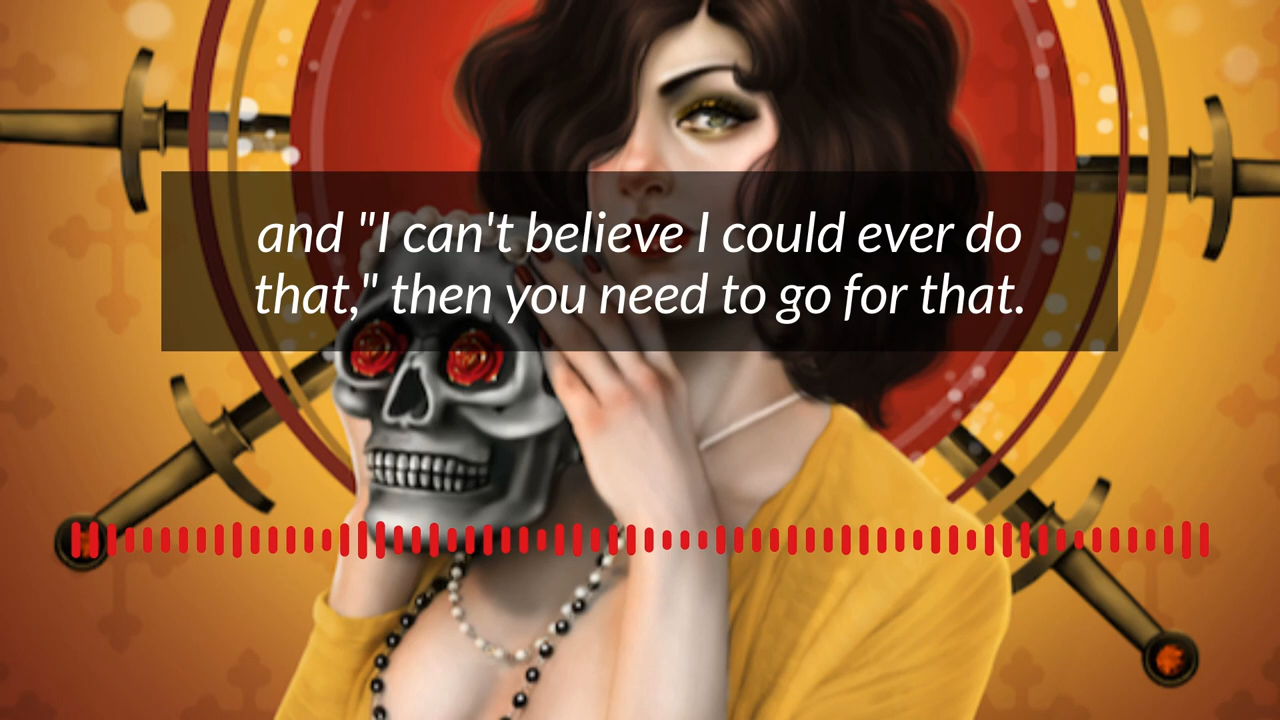 and "I can't believe I could ever do
that," then you need to go for that.